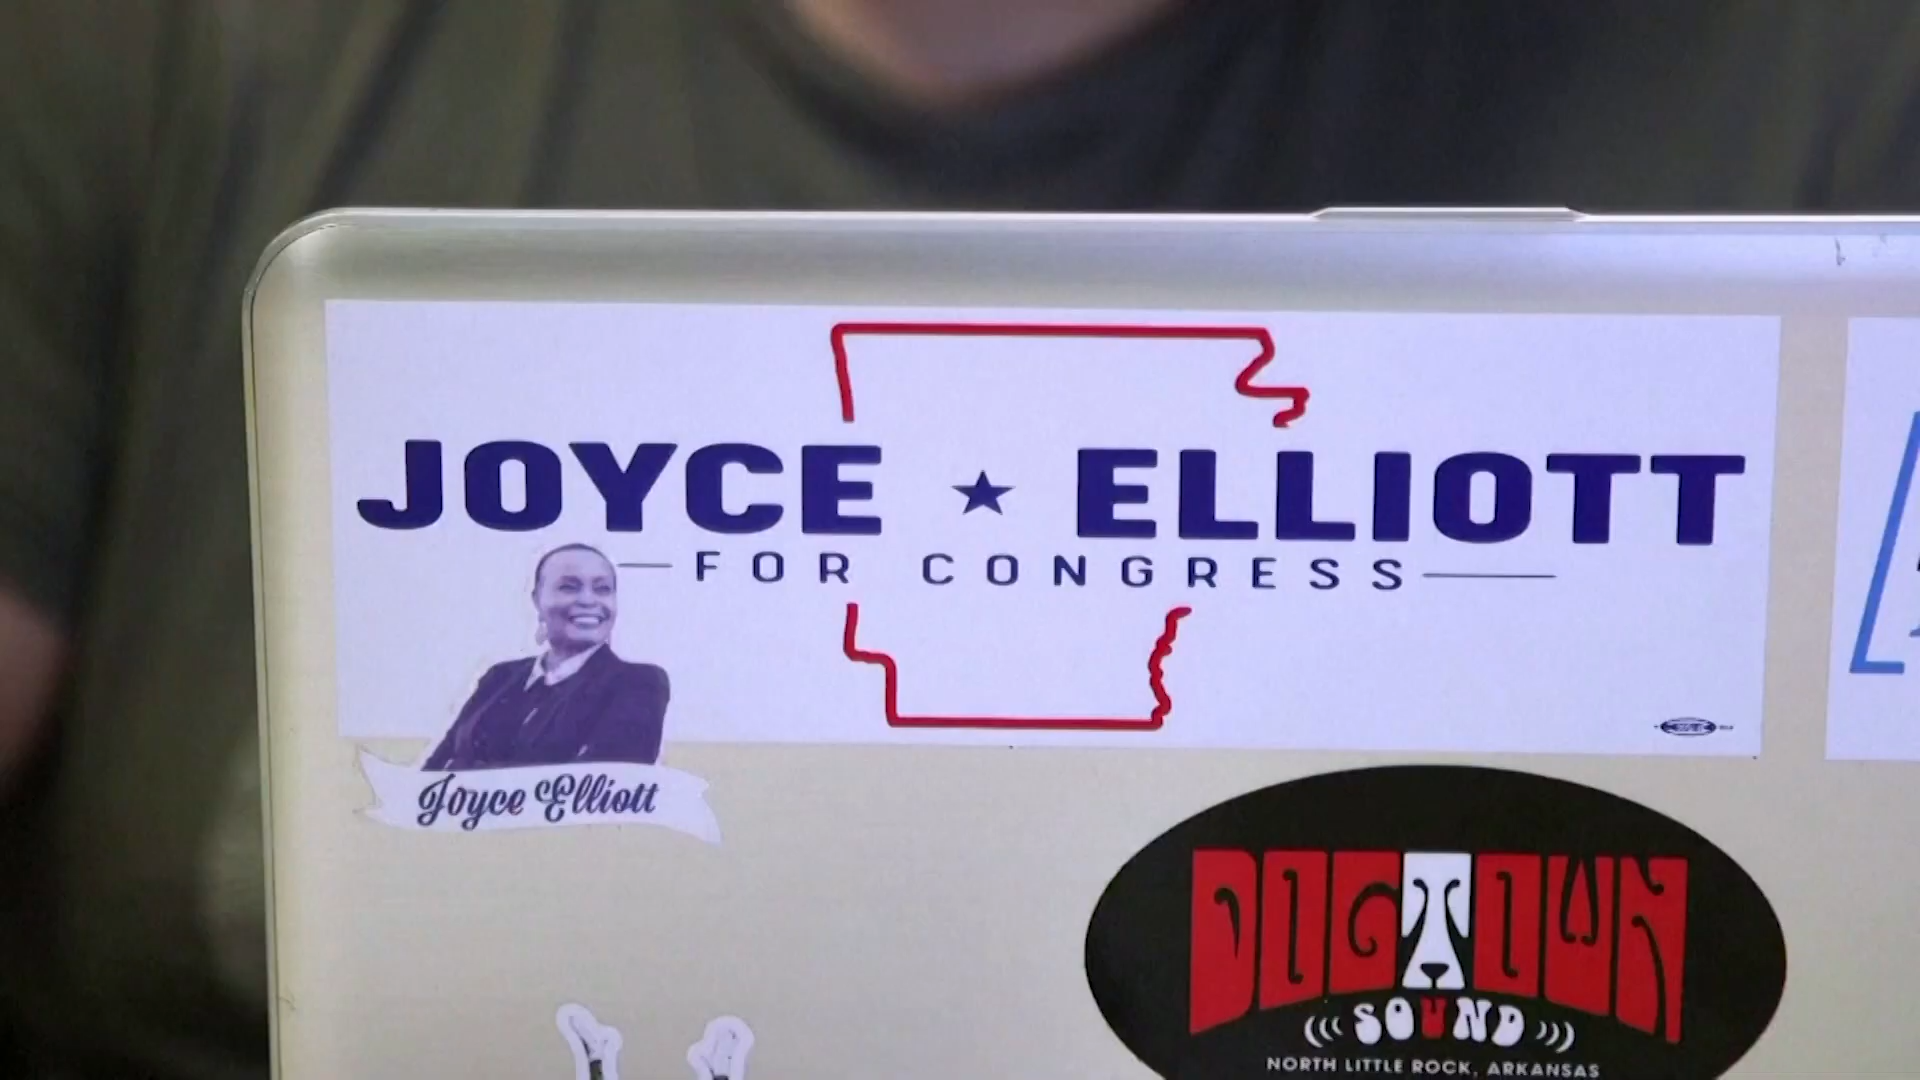 JOYCE ★ ELLIOTT
FOR CONGRESS
Joyce Elliott
DOGTOWN
SOUND
NORTH LITTLE ROCK, ARKANSAS